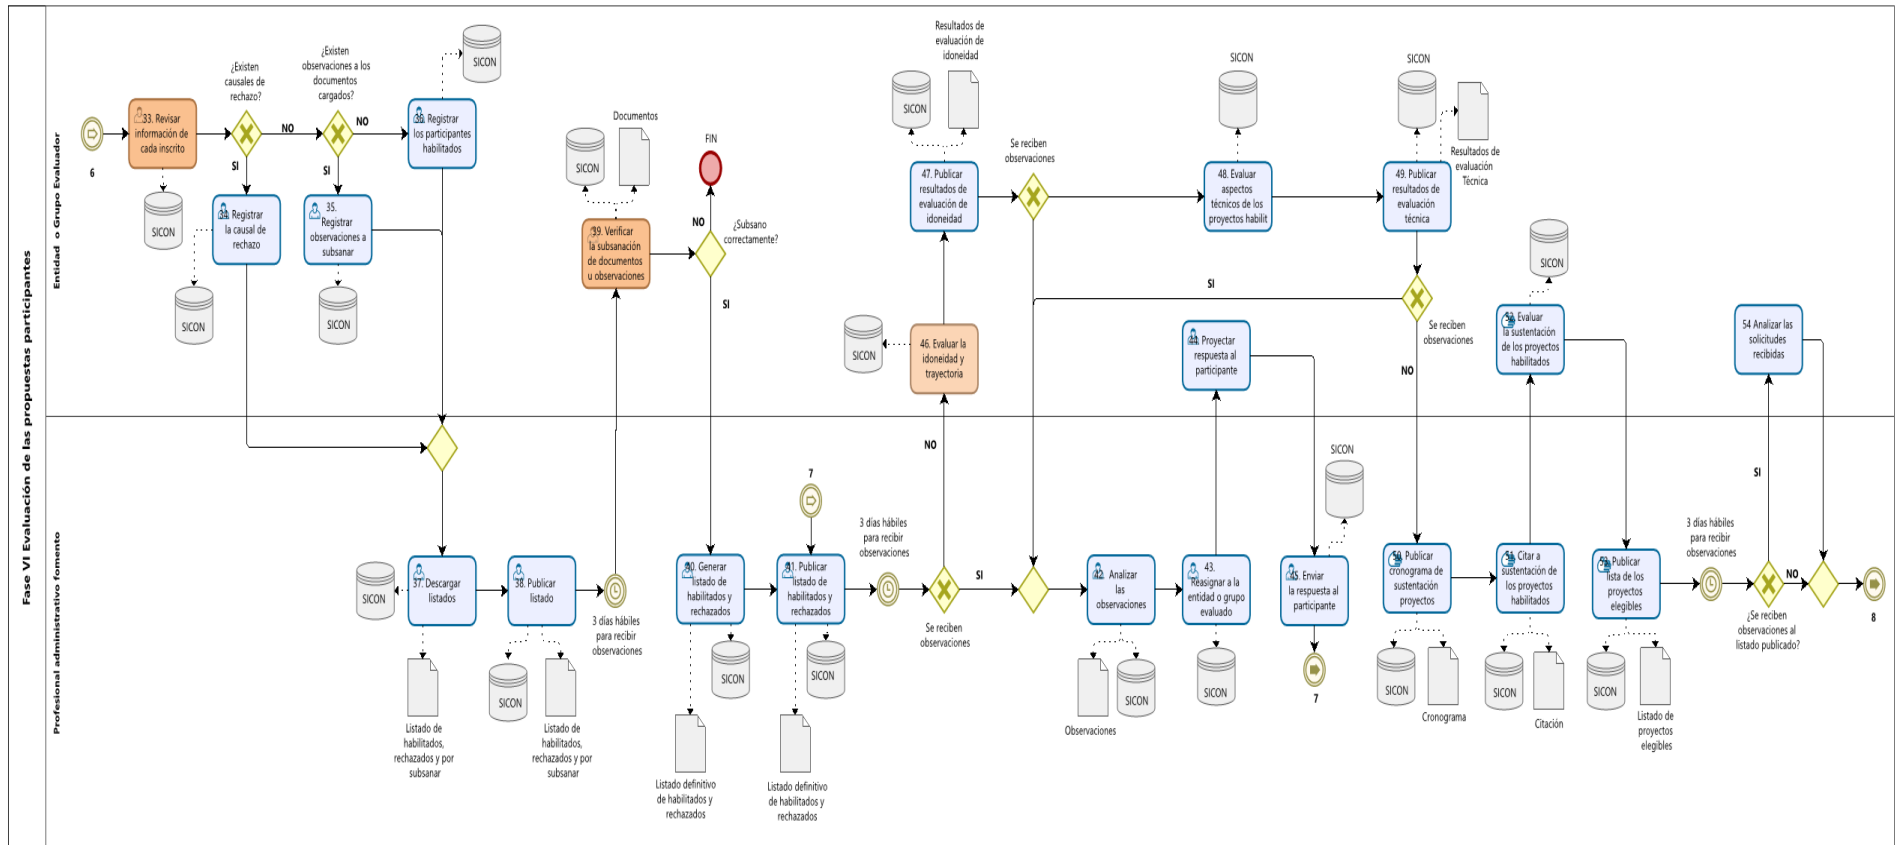 Fase VI Evaluación de las propuestas participantes
Entidad o Grupo Evaluador
6
33. Revisar
información de
cada inscrito
SICON
¿Existen
causales de
rechazo?
NO
SI
Registrar
la causal de
rechazo
SICON
¿Existen
observaciones a los
documentos
cargados?
NO
SI
35.
Registrar
observaciones a
subsanar
SICON
Registrar
los participantes
habilitados
SICON
SICON
Documentos
39. Verificar
la subsanación
de documentos
u observaciones
FIN
NO
¿Subsano
correctamente?
SI
Resultados de
evaluación de
idoneidad
SICON
47. Publicar
resultados de
evaluación de
idoneidad
SICON
46. Evaluar la
idoneidad y
trayectoria
Se reciben
observaciones
SICON
48. Evaluar
aspectos
técnicos de los
proyectos habilit
SICON
49. Publicar
resultados de
evaluación
técnica
Resultados de
evaluación
Técnica
SI
Se reciben
observaciones
NO
Proyectar
respuesta al
participante
SICON
Evaluar
la sustentación
de los proyectos
habilitados
54 Analizar las
solicitudes
recibidas
Profesional administrativo fomento
37. Descargar
listados
SICON
Listado de
habilitados,
rechazados y por
subsanar
38. Publicar
listado
SICON
Listado de
habilitados,
rechazados y por
subsanar
3 días hábiles
para recibir
observaciones
Generar
listado de
habilitados y
rechazados
SICON
Listado definitivo
de habilitados y
rechazados
7
Publicar
listado de
habilitados y
rechazados
SICON
Listado definitivo
de habilitados y
rechazados
3 días hábiles
para recibir
observaciones
NO
SI
Se reciben
observaciones
Analizar
las
observaciones
Observaciones
SICON
43.
Reasignar a la
entidad o grupo
evaluado
SICON
SICON
Enviar
la respuesta al
participante
7
Publicar
cronograma de
sustentación
proyectos
SICON
Cronograma
Citar a
sustentación de
los proyectos
habilitados
SICON
Citación
Publicar
lista de los
proyectos
elegibles
SICON
Listado de
proyectos
elegibles
3 días hábiles
para recibir
observaciones
SI
NO
¿Se reciben
observaciones al
listado publicado?
8